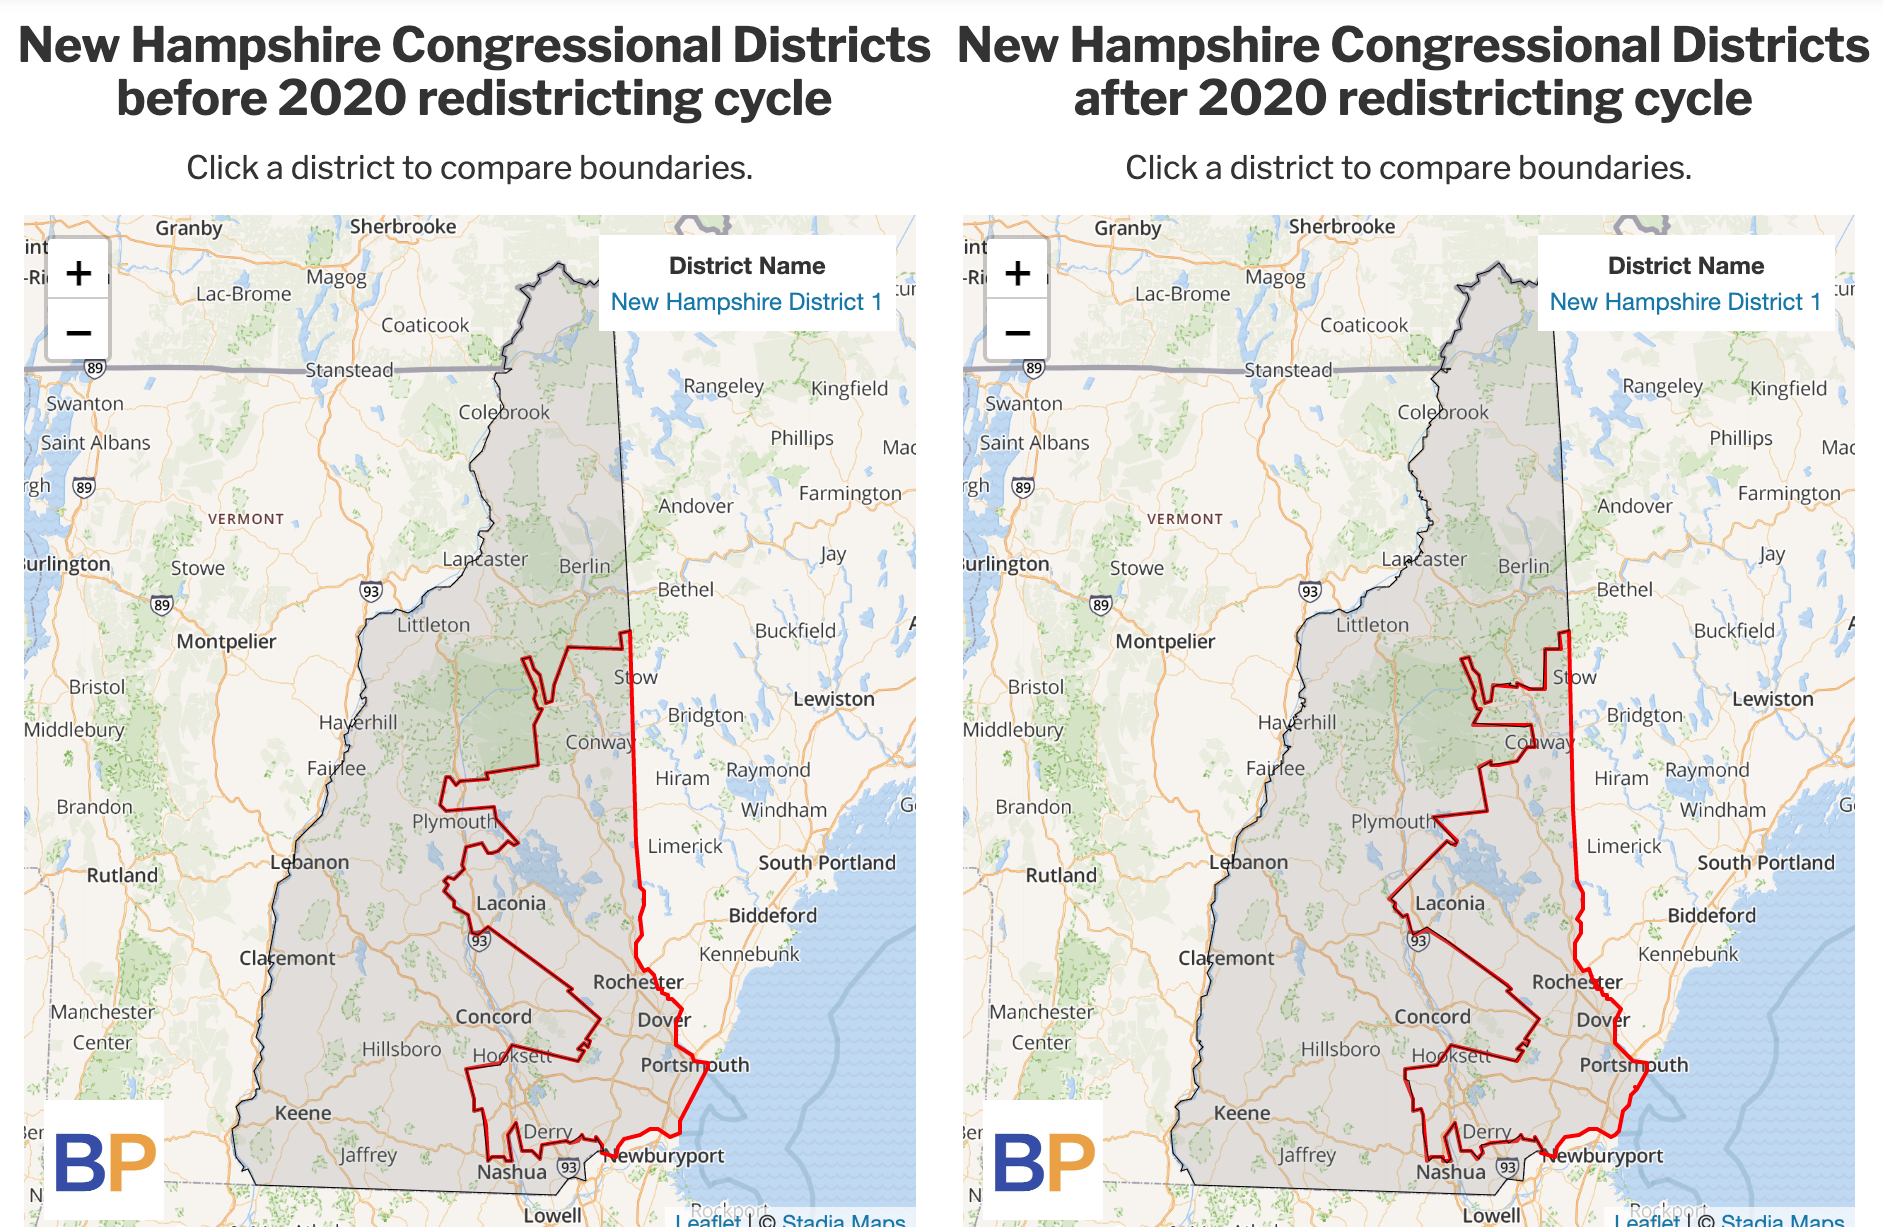 New Hampshire Congressional Districts
before 2020 redistricting cycle
Click a district to compare boundaries.
Granby
Sherbrooke
+
−
District Name
New Hampshire District 1
Magog
Lac-Brome
Coaticook
89
Stanstead
Rangeley
Kingfield
Swanton
Colebrook
Saint Albans
Phillips
89
Farmington
Andover
VERMONT
Lancaster
Berlin
Jay
Stowe
93
Bethel
89
Littleton
Buckfield
Montpelier
Stow
Bristol
Lewiston
Haverhill
Bridgton
Middlebury
Conway
Fairlee
Hiram
Raymond
Brandon
Windham
Plymouth
Limerick
Lebanon
South Portland
Rutland
Laconia
Biddeford
93
Kennebunk
Claremont
Rochester
Manchester
Center
Concord
Dover
Hillsboro
Hooksett
Portsmouth
Keene
Derry
Jaffrey
Newburyport
BP
Nashua
93
Lowell
Rockport
Leaflet | © Stadia Maps
New Hampshire Congressional Districts
after 2020 redistricting cycle
Click a district to compare boundaries.
Granby
Sherbrooke
+
−
District Name
New Hampshire District 1
Magog
Lac-Brome
Coaticook
89
Stanstead
Rangeley
Kingfield
Swanton
Colebrook
Saint Albans
Phillips
89
Farmington
Andover
VERMONT
Lancaster
Berlin
Jay
Stowe
93
Bethel
89
Littleton
Buckfield
Montpelier
Stow
Bristol
Lewiston
Haverhill
Bridgton
Middlebury
Conway
Fairlee
Hiram
Raymond
Brandon
Windham
Plymouth
Limerick
Lebanon
South Portland
Rutland
Laconia
Biddeford
93
Kennebunk
Claremont
Rochester
Manchester
Center
Concord
Dover
Hillsboro
Hooksett
Portsmouth
Keene
Derry
Jaffrey
Newburyport
BP
Nashua
93
Lowell
Rockport
Leaflet | © Stadia Maps